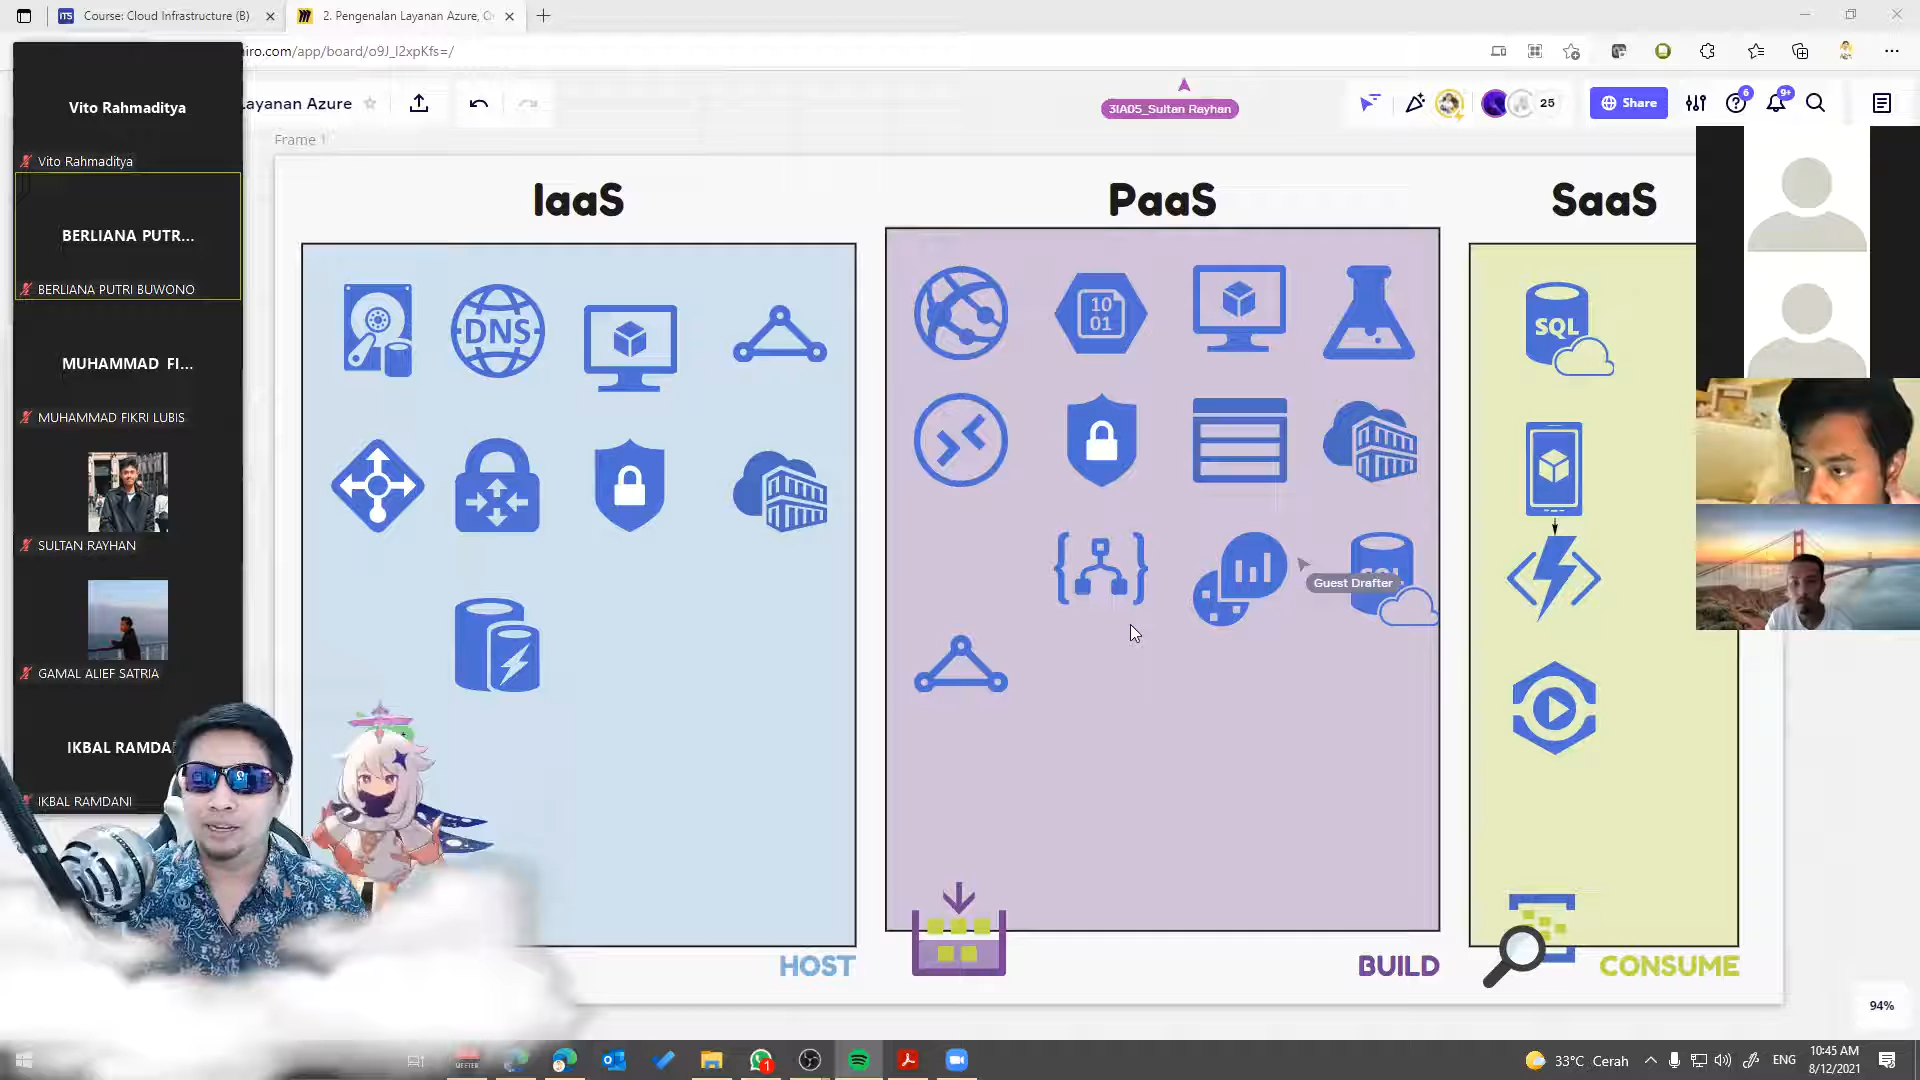 Course: Cloud Infrastructure (B)
2. Pengenalan Layanan Azure, O
iro.com/app/board/o9J_l2xpKfs=/
ayanan Azure
3IA05_Sultan Rayhan
25
Share
6
9+
Frame 1
Vito Rahmaditya
Vito Rahmaditya
BERLIANA PUTR...
BERLIANA PUTRI BUWONO
MUHAMMAD FI...
MUHAMMAD FIKRI LUBIS
SULTAN RAYHAN
GAMAL ALIEF SATRIA
IKBAL RAMDA
IKBAL RAMDANI
IaaS
DNS
HOST
PaaS
10
01
Guest Drafter
BUILD
SaaS
SQL
CONSUME
94%
1
33°C Cerah
ENG
10:45 AM
8/12/2021